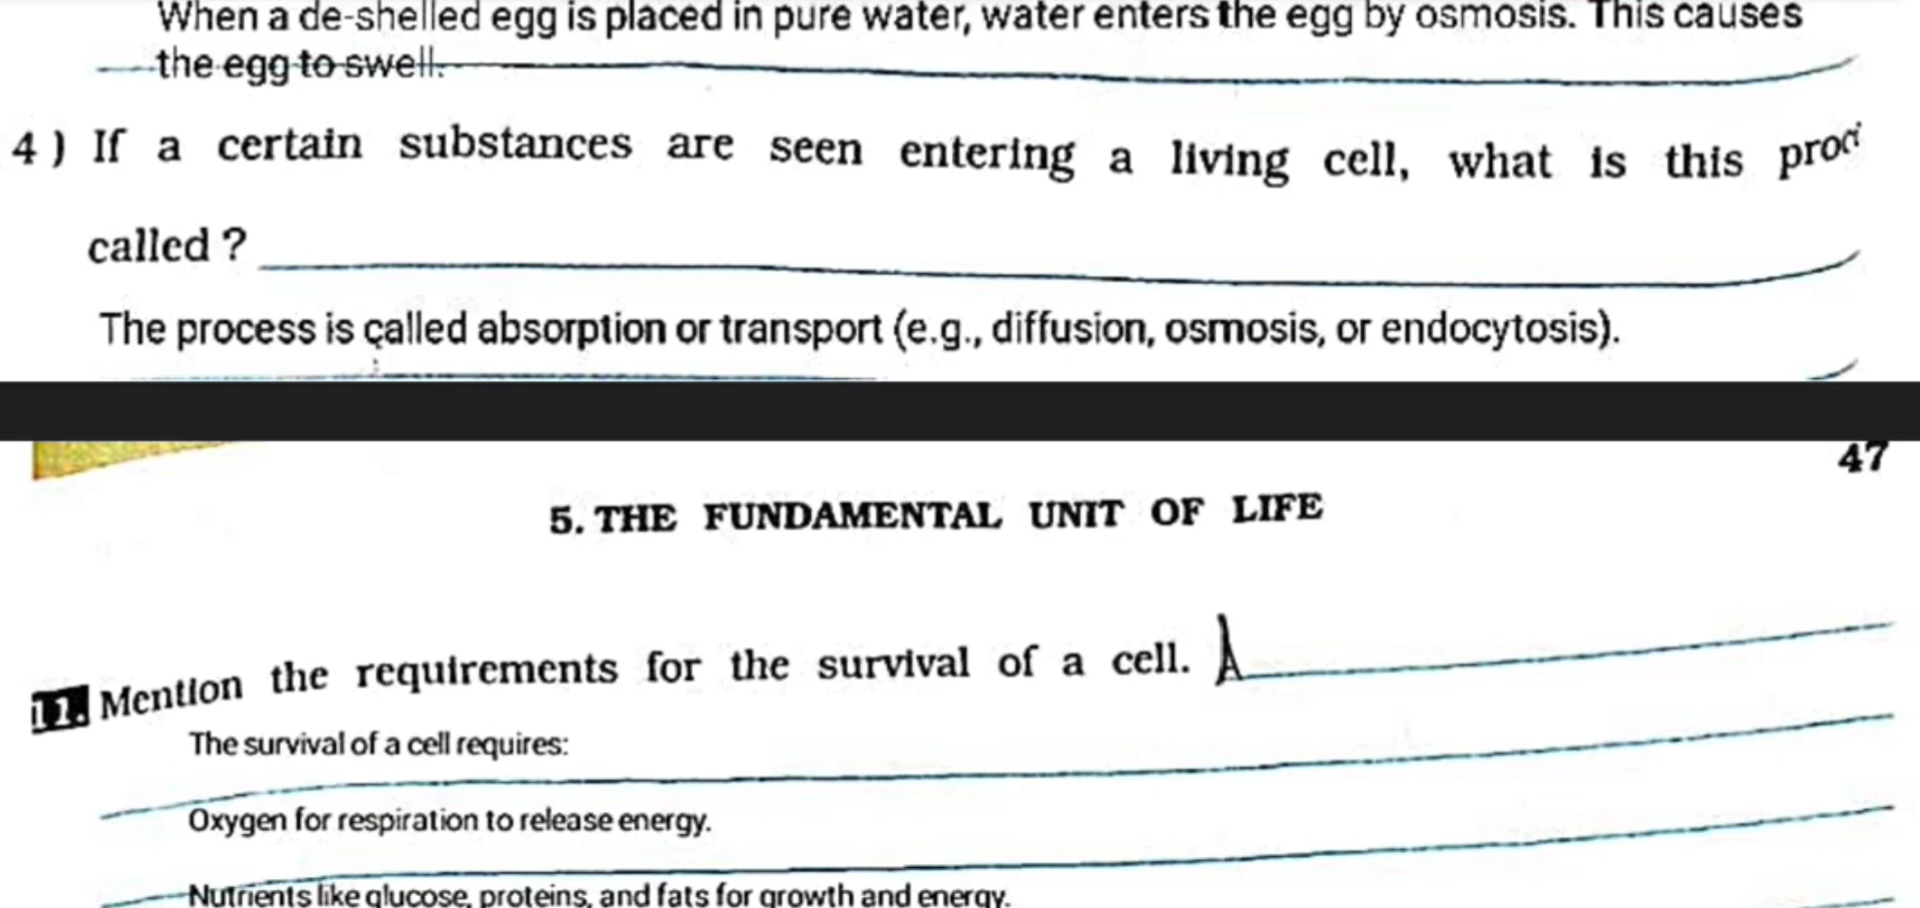 When a de-shelled egg is placed in pure water, water enters the egg by osmosis. This causes
the egg to swell.
4 ) If a certain substances are seen entering a living cell, what is this
called ?
The process is called absorption or transport (e.g., diffusion, osmosis, or endocytosis).
47
5. THE FUNDAMENTAL UNIT OF LIFE
11. Mention the requirements for the survival of a cell. A
The survival of a cell requires:
Oxygen for respiration to release energy.
Nutrients like glucose, proteins, and fats for growth and energy.